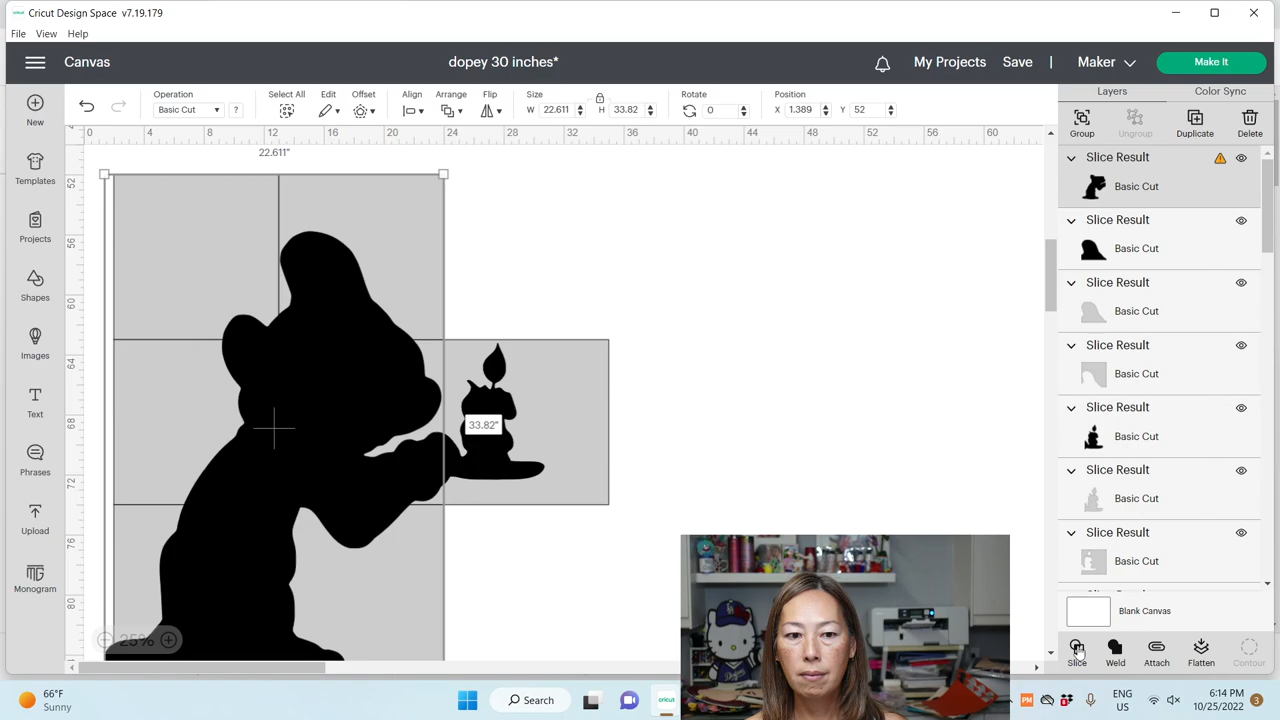 Cricut Design Space v7.19.179
File View Help
Canvas
dopey 30 inches*
My Projects Save | Maker Make It
Operation
Basic Cut
?
Select All
Edit
Offset
Align
Arrange
Flip
Size
W 22.611
H 33.82
Rotate
0
Position
X 1.389
Y 52
Layers Color Sync
Group Ungroup Duplicate Delete
New
Templates
Projects
Shapes
Images
Text
Phrases
Upload
Monogram
0 4 8 12 16 20 24 28 32 36 40 44 48 52 56 60
52
56
60
64
68
72
76
80
22.611"
33.82"
25%
Slice Result
Basic Cut
Slice Result
Basic Cut
Slice Result
Basic Cut
Slice Result
Basic Cut
Slice Result
Basic Cut
Slice Result
Basic Cut
Slice Result
Basic Cut
Blank Canvas
Slice Weld Attach Flatten Contour
66°F
Sunny
Search
cricut
PM
ENG
US
6:14 PM
10/25/2022
3